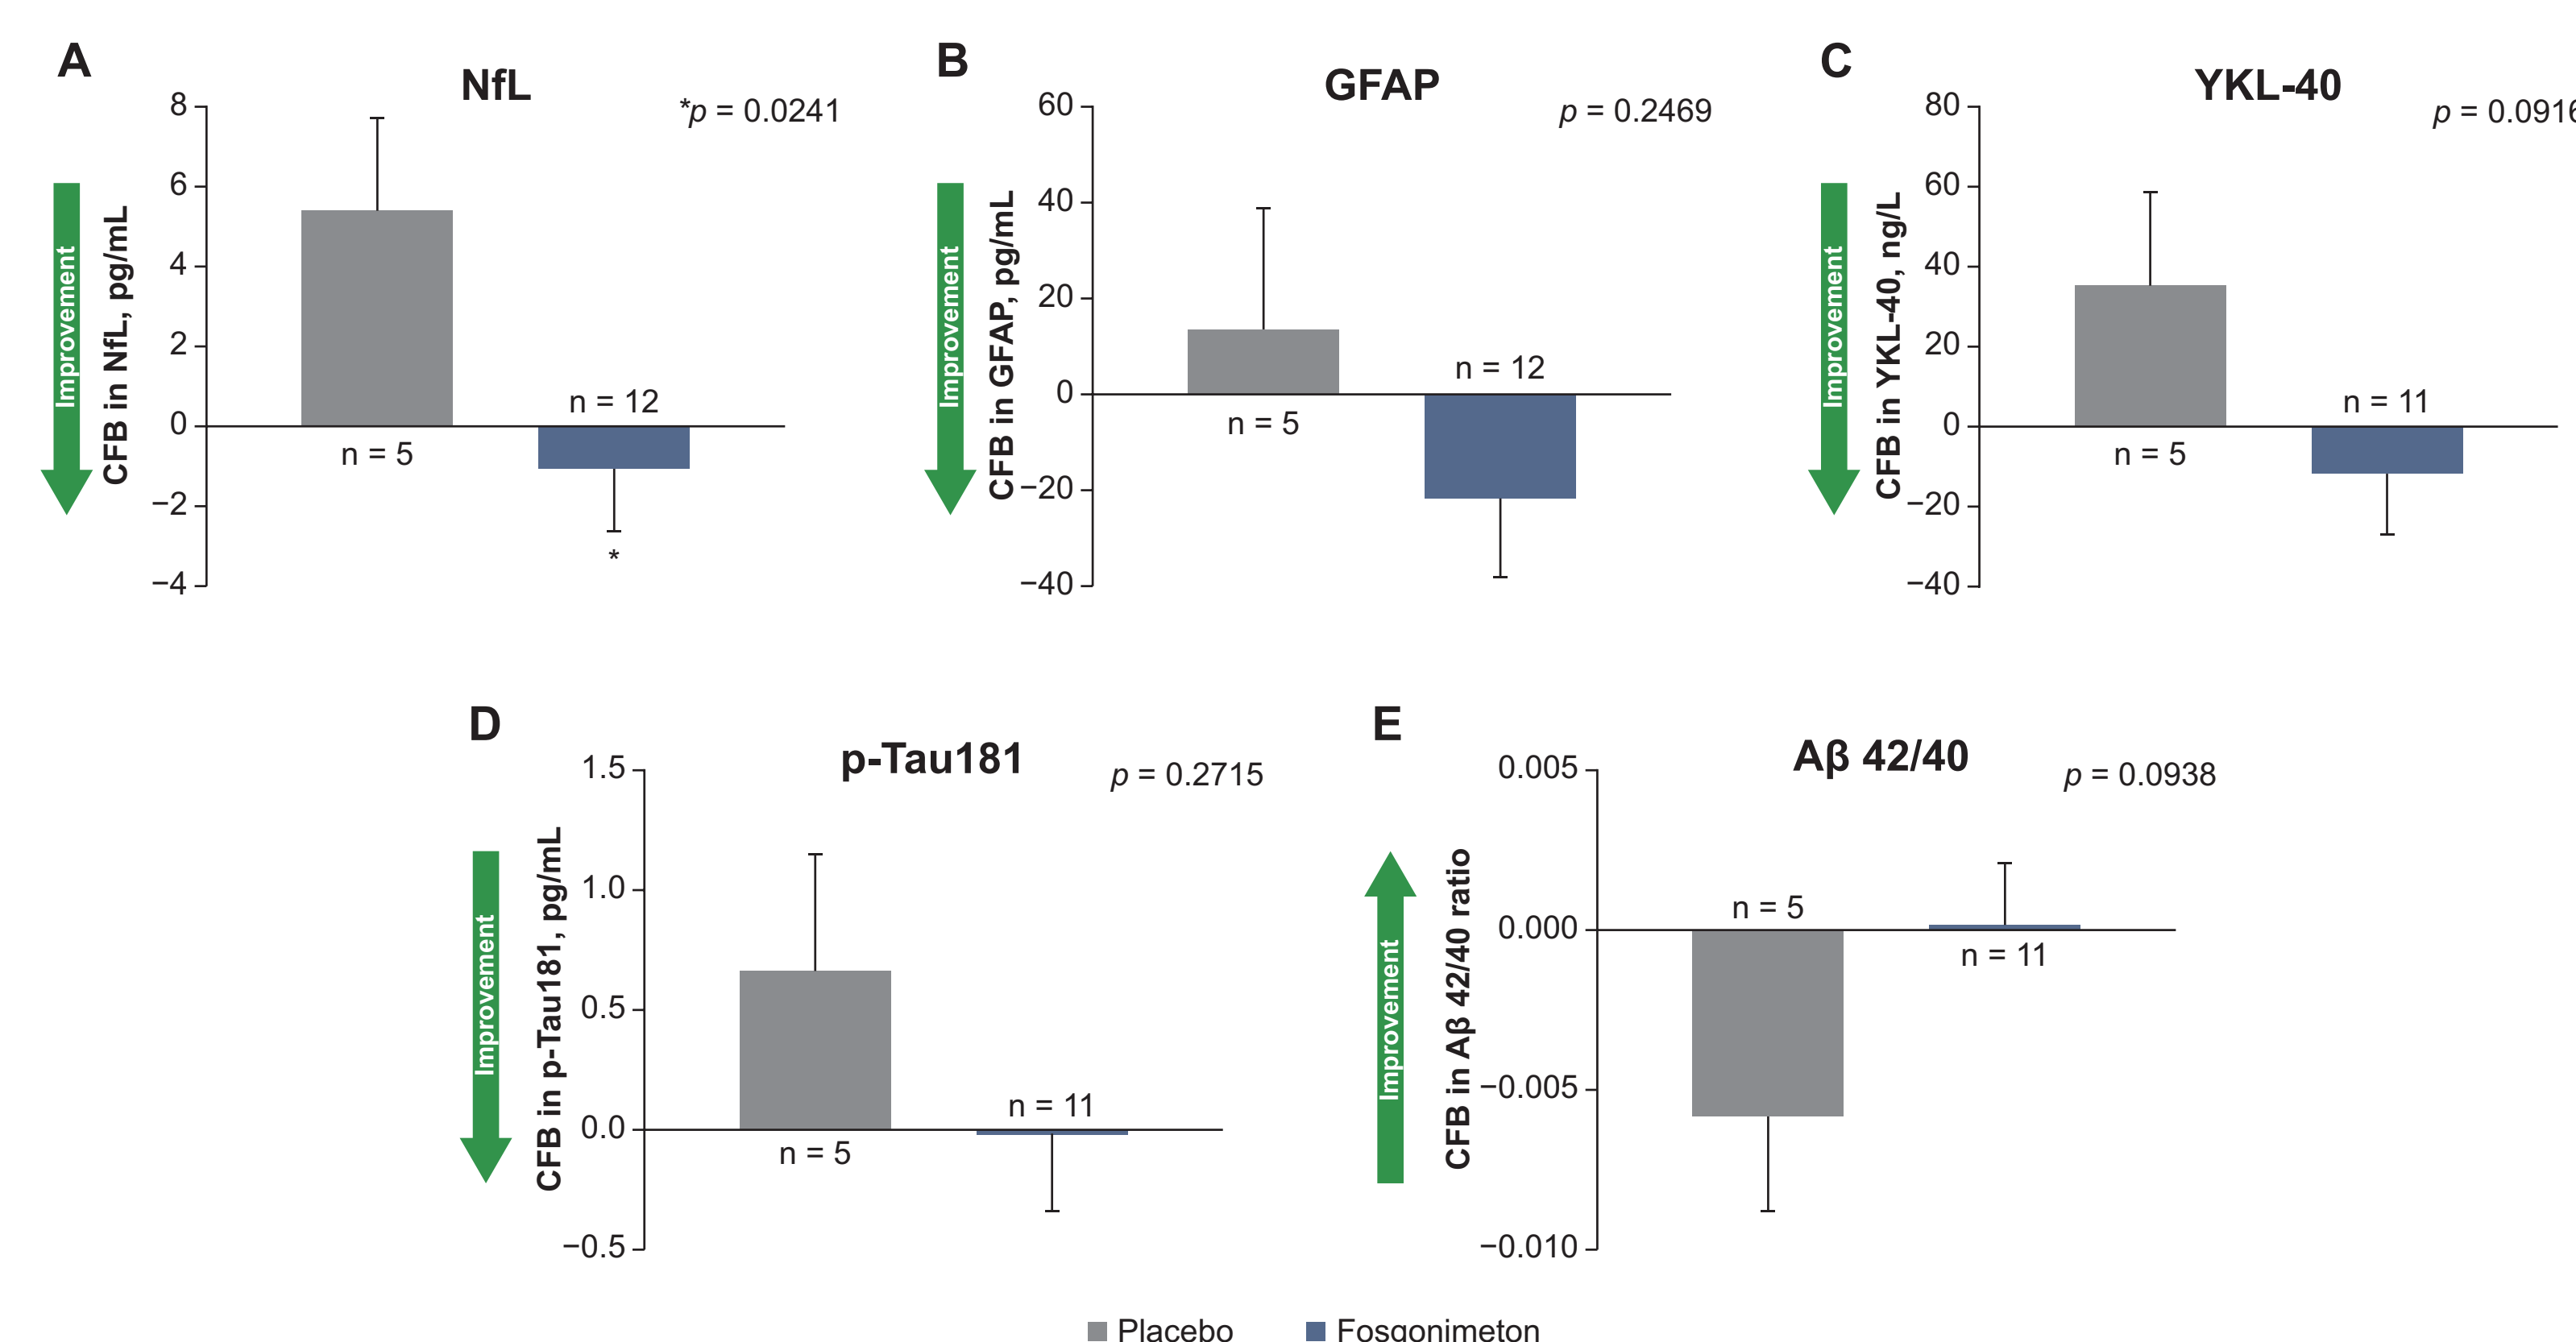 A
NfL
*p = 0.0241
8
6
4
2
0
−2
−4
CFB in NfL, pg/mL
Improvement
n = 5
n = 12
*
B
GFAP
p = 0.2469
60
40
20
0
−20
−40
CFB in GFAP, pg/mL
Improvement
n = 5
n = 12
C
YKL-40
p = 0.0916
80
60
40
20
0
−20
−40
CFB in YKL-40, ng/L
Improvement
n = 5
n = 11
D
p-Tau181
p = 0.2715
1.5
1.0
0.5
0.0
−0.5
CFB in p-Tau181, pg/mL
Improvement
n = 5
n = 11
E
Aβ 42/40
p = 0.0938
0.005
0.000
−0.005
−0.010
CFB in Aβ 42/40 ratio
Improvement
n = 5
n = 11
Placebo
Fosgonimeton